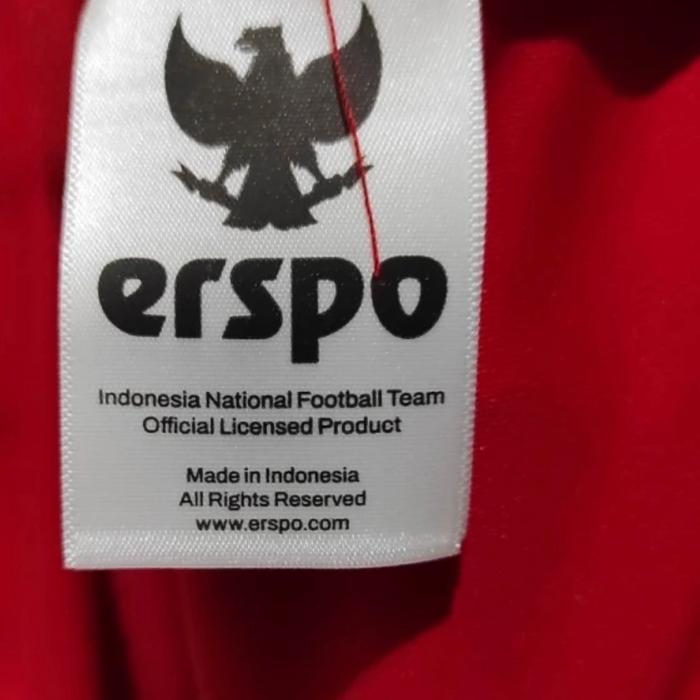 erspo
Indonesia National Football Team
Official Licensed Product
Made in Indonesia
All Rights Reserved
www.erspo.com